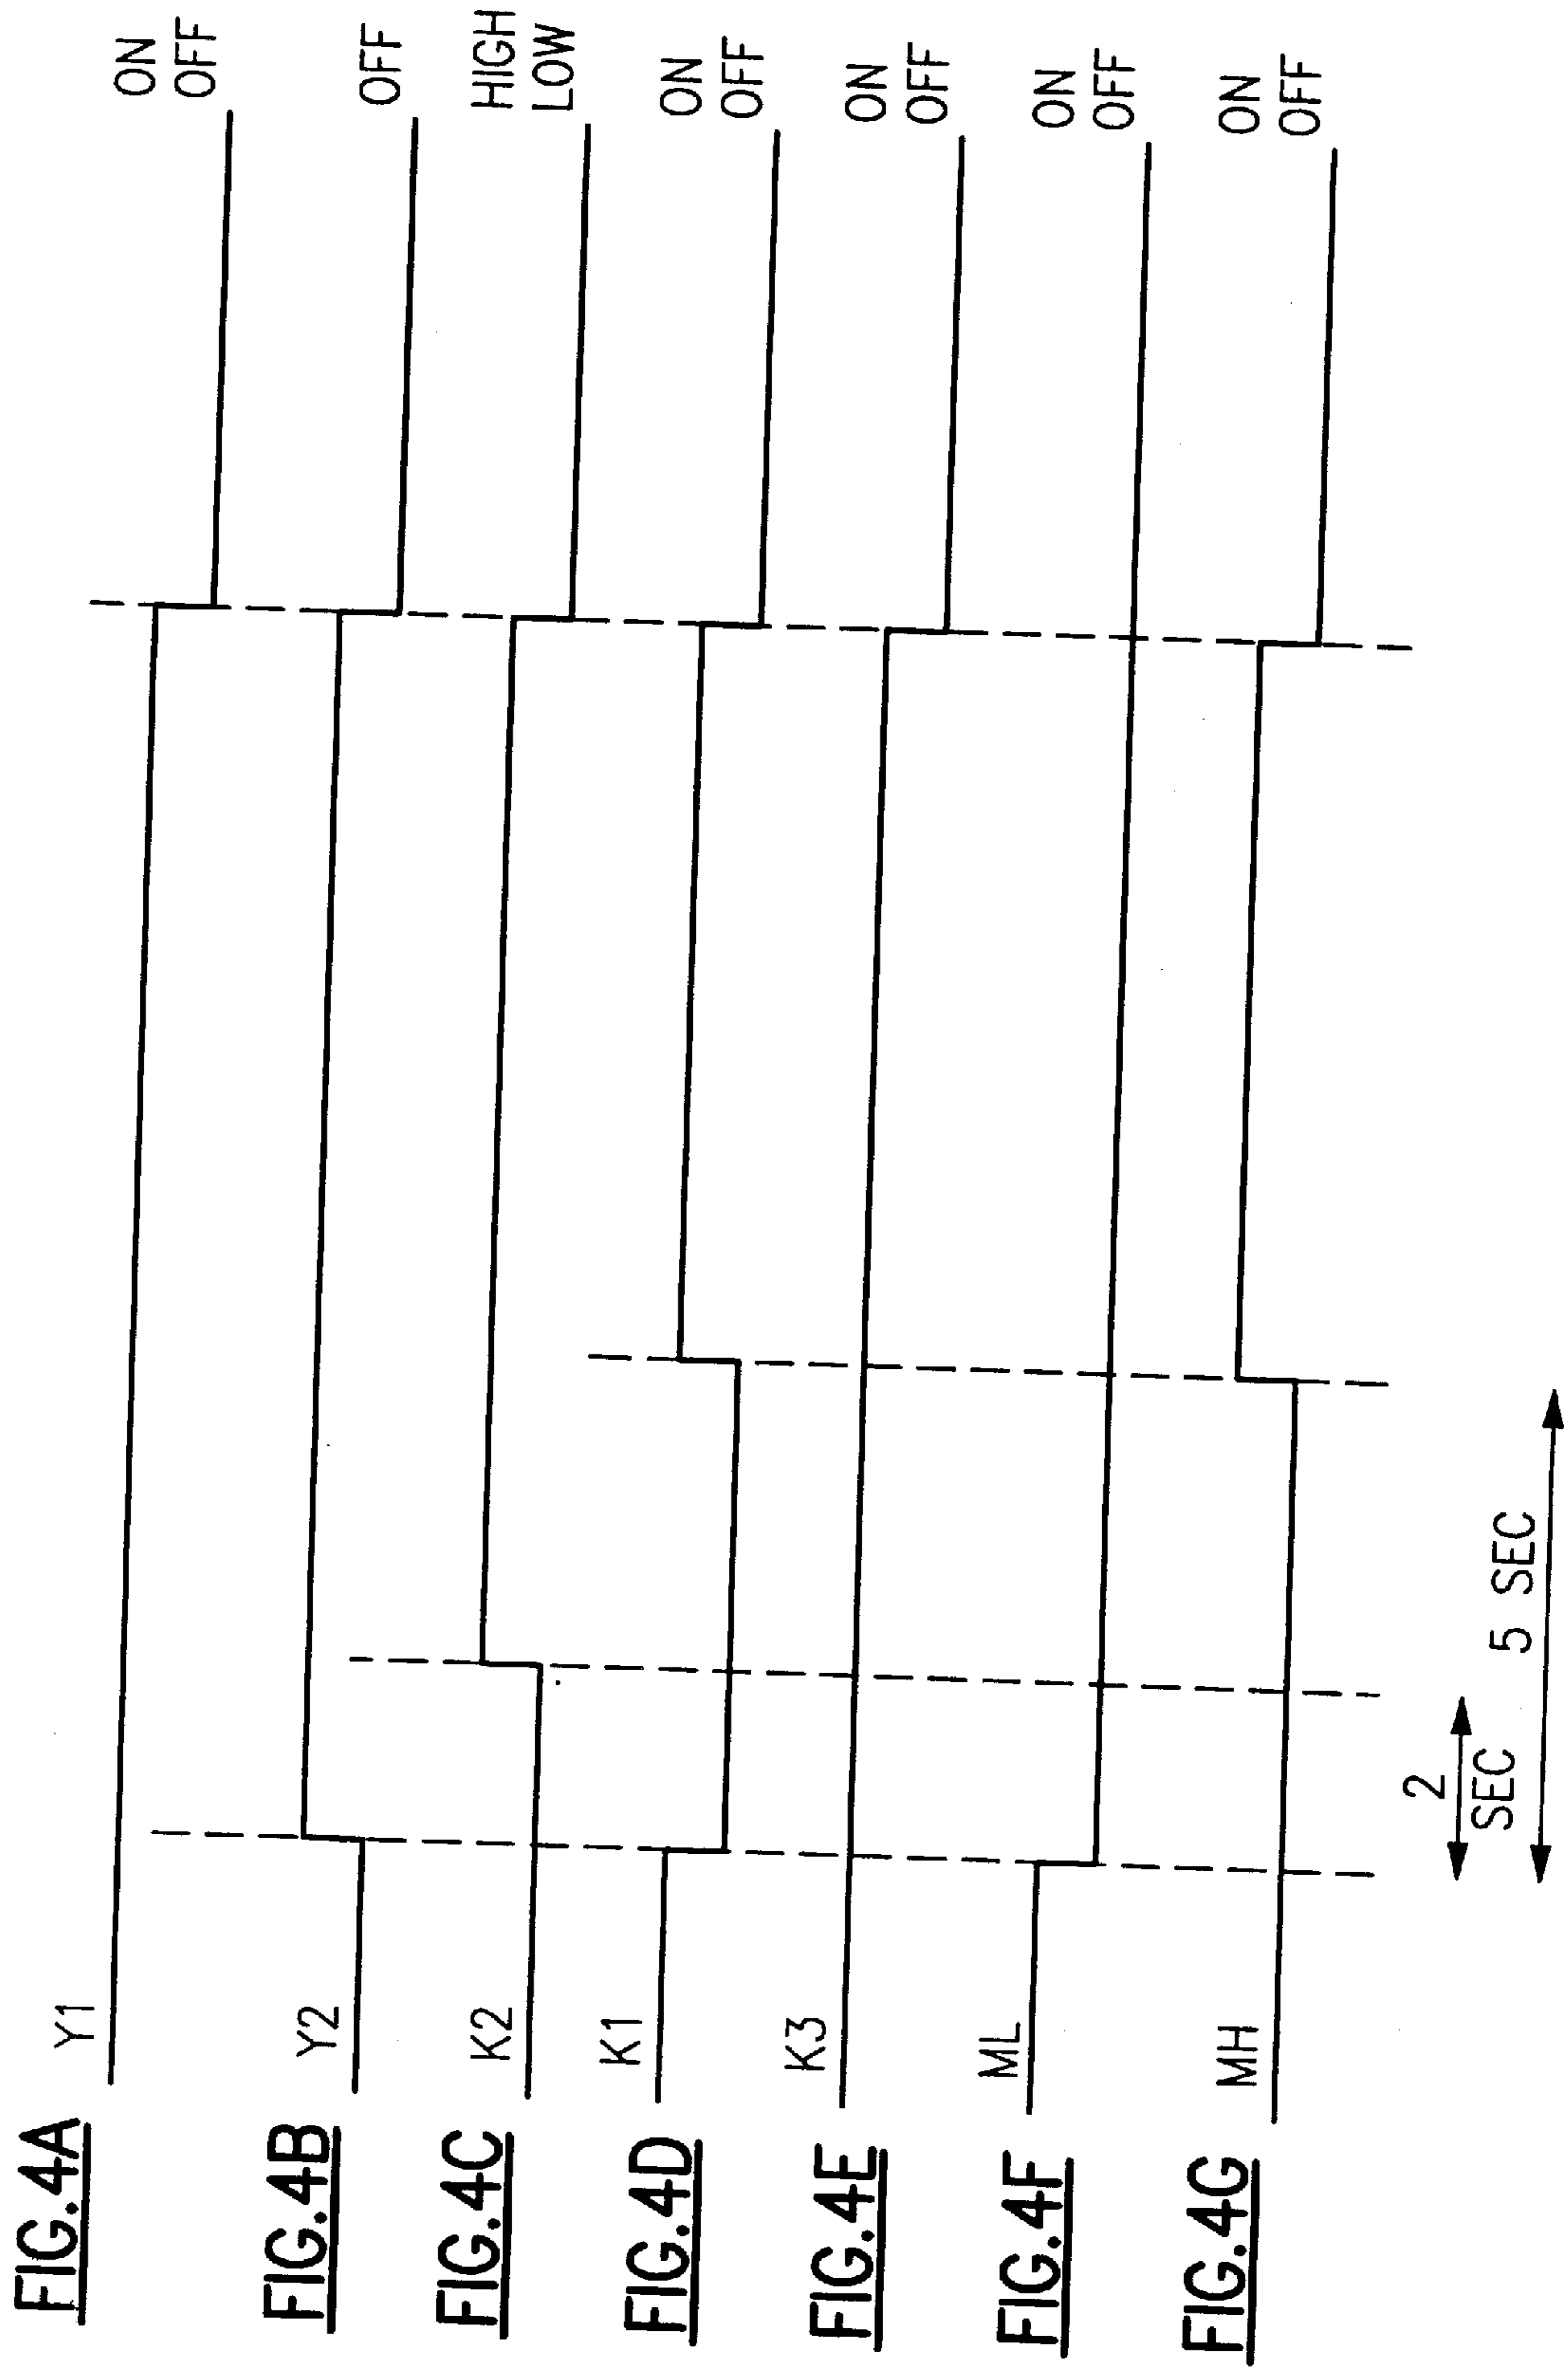 FIG.4A
Y1
ON
OFF
FIG.4B
Y2
OFF
FIG.4C
K2
HIGH
LOW
FIG.4D
K1
ON
OFF
FIG.4E
K3
ON
OFF
FIG.4F
ML
ON
OFF
FIG.4G
MH
ON
OFF
2
SEC
5 SEC